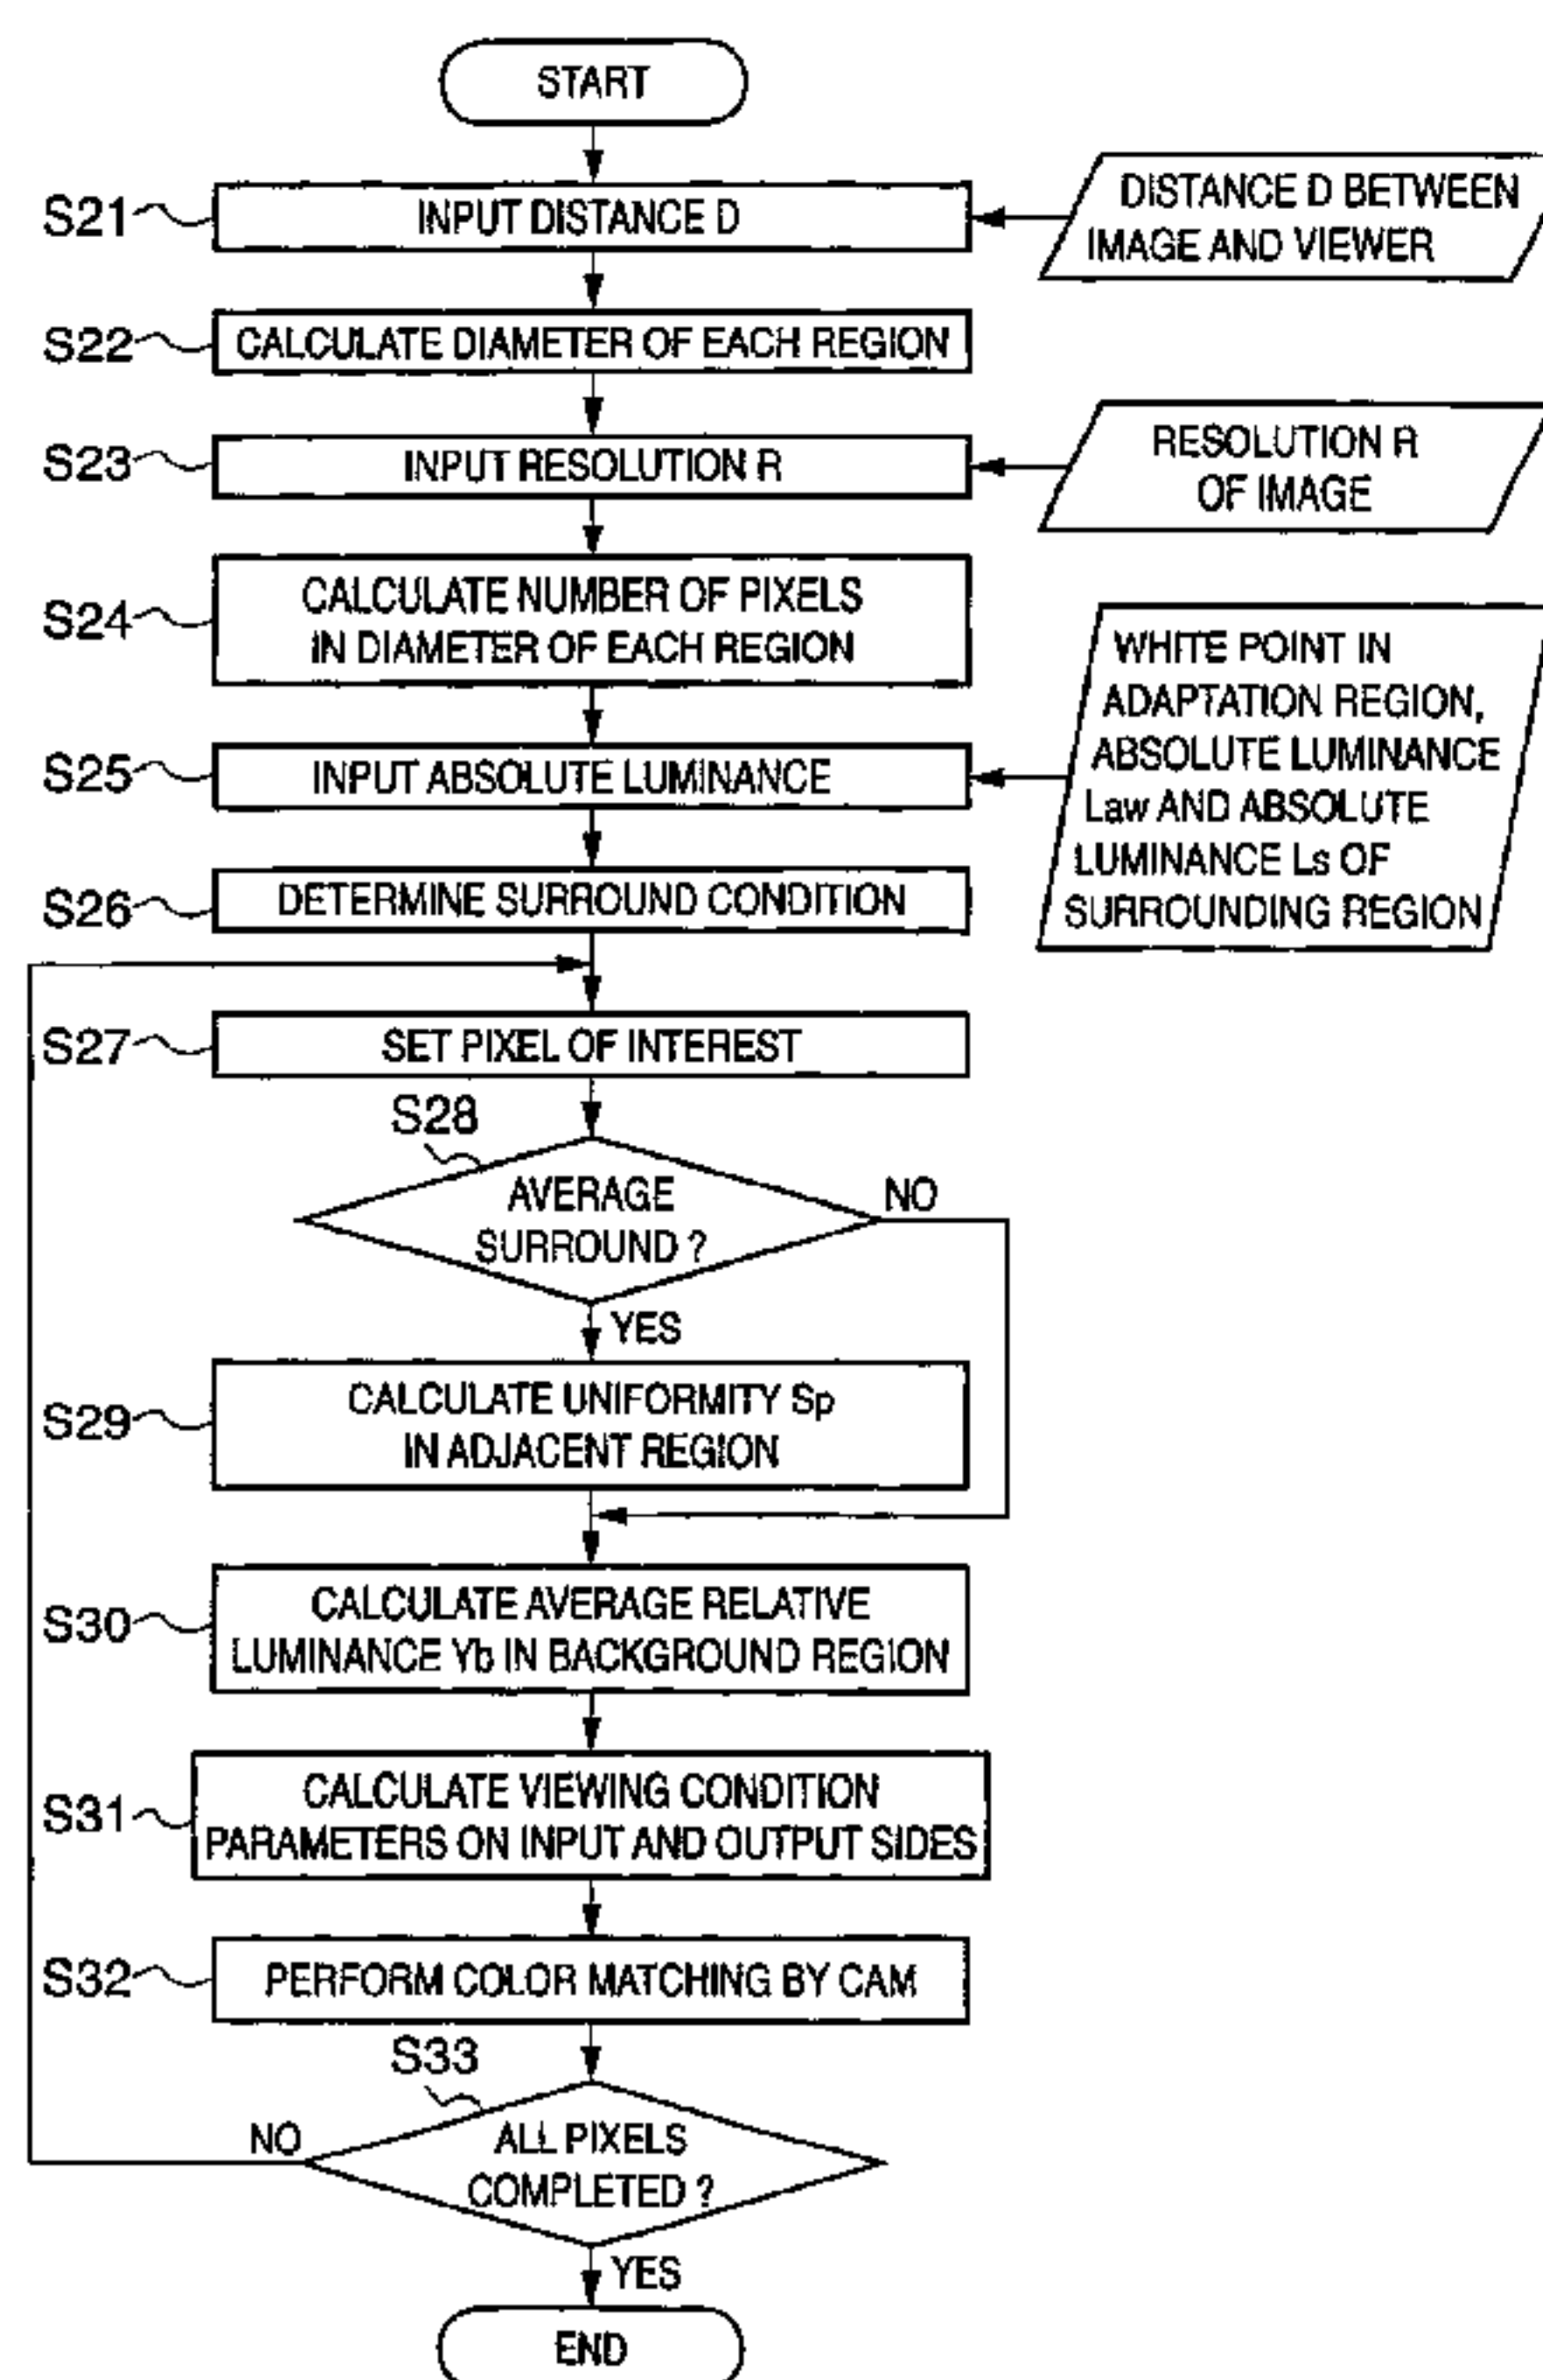 START
S21
INPUT DISTANCE D
DISTANCE D BETWEEN
IMAGE AND VIEWER
S22
CALCULATE DIAMETER OF EACH REGION
S23
INPUT RESOLUTION R
RESOLUTION R
OF IMAGE
S24
CALCULATE NUMBER OF PIXELS
IN DIAMETER OF EACH REGION
S25
INPUT ABSOLUTE LUMINANCE
WHITE POINT IN
ADAPTATION REGION,
ABSOLUTE LUMINANCE
Law AND ABSOLUTE
LUMINANCE Ls OF
SURROUNDING REGION
S26
DETERMINE SURROUND CONDITION
S27
SET PIXEL OF INTEREST
S28
AVERAGE
SURROUND ?
NO
YES
S29
CALCULATE UNIFORMITY Sp
IN ADJACENT REGION
S30
CALCULATE AVERAGE RELATIVE
LUMINANCE Yb IN BACKGROUND REGION
S31
CALCULATE VIEWING CONDITION
PARAMETERS ON INPUT AND OUTPUT SIDES
S32
PERFORM COLOR MATCHING BY CAM
S33
NO
ALL PIXELS
COMPLETED ?
YES
END